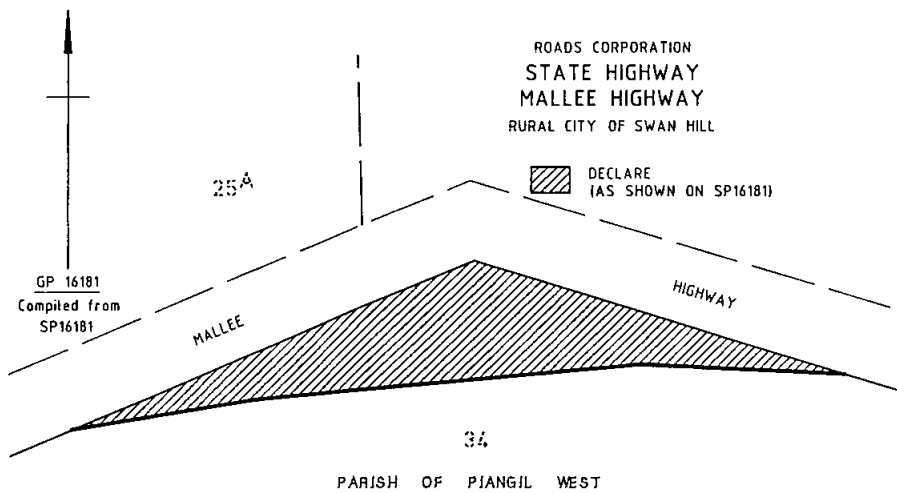 ROADS CORPORATION
STATE HIGHWAY
MALLEE HIGHWAY
RURAL CITY OF SWAN HILL
DECLARE
(AS SHOWN ON SP16181)
25A
GP 16181
Compiled from
SP16181
MALLEE
HIGHWAY
34
PARISH OF PIANGIL WEST